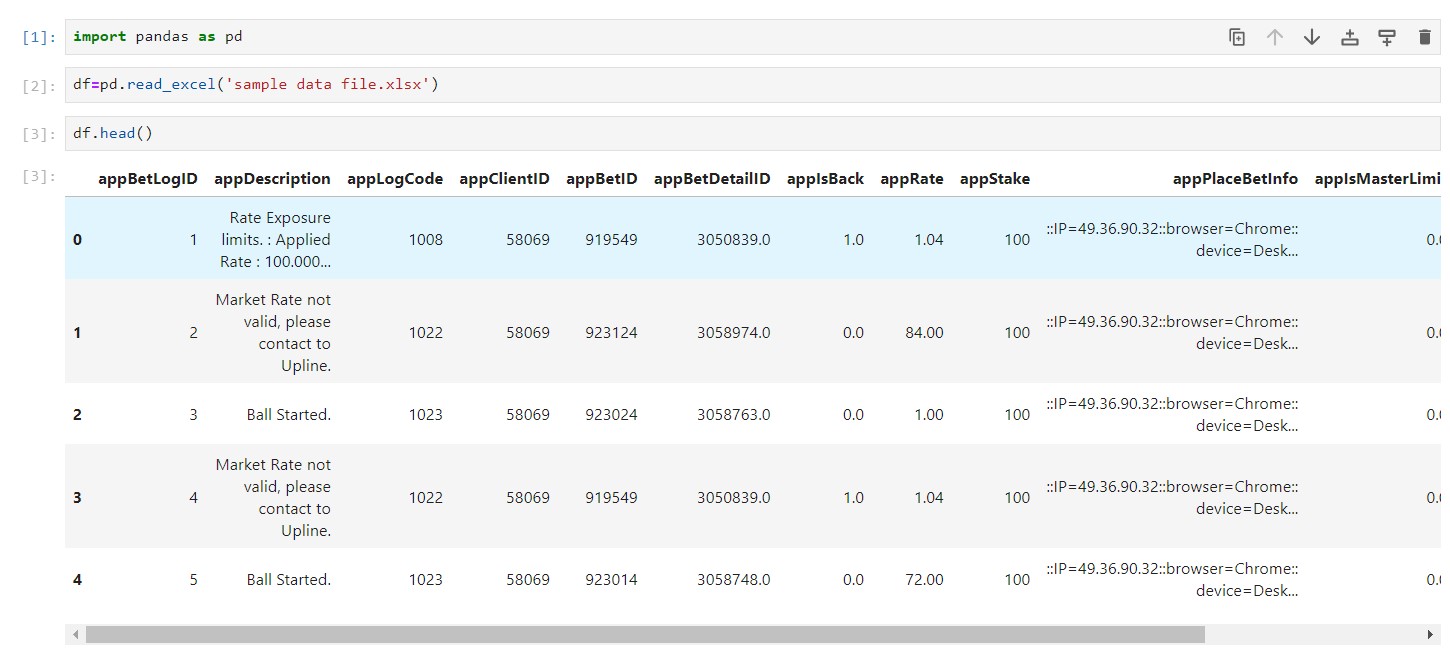 [1]: import pandas as pd
[2]: df=pd.read_excel('sample data file.xlsx')
[3]: df.head()
[3]: appBetLogID appDescription appLogCode appClientID appBetID appBetDetailID appIsBack appRate appStake appPlaceBetInfo appIsMasterLimi
Rate Exposure
limits. : Applied
Rate : 100.000...
0 1 1008 58069 919549 3050839.0 1.0 1.04 100 0.0
::IP=49.36.90.32::browser=Chrome::
device=Desk...
Market Rate not
valid, please
contact to
Upline.
1 2 1022 58069 923124 3058974.0 0.0 84.00 100 0.0
::IP=49.36.90.32::browser=Chrome::
device=Desk...
2 3 Ball Started. 1023 58069 923024 3058763.0 0.0 1.00 100 0.0
::IP=49.36.90.32::browser=Chrome::
device=Desk...
Market Rate not
valid, please
contact to
Upline.
3 4 1022 58069 919549 3050839.0 1.0 1.04 100 0.0
::IP=49.36.90.32::browser=Chrome::
device=Desk...
4 5 Ball Started. 1023 58069 923014 3058748.0 0.0 72.00 100 0.0
::IP=49.36.90.32::browser=Chrome::
device=Desk...